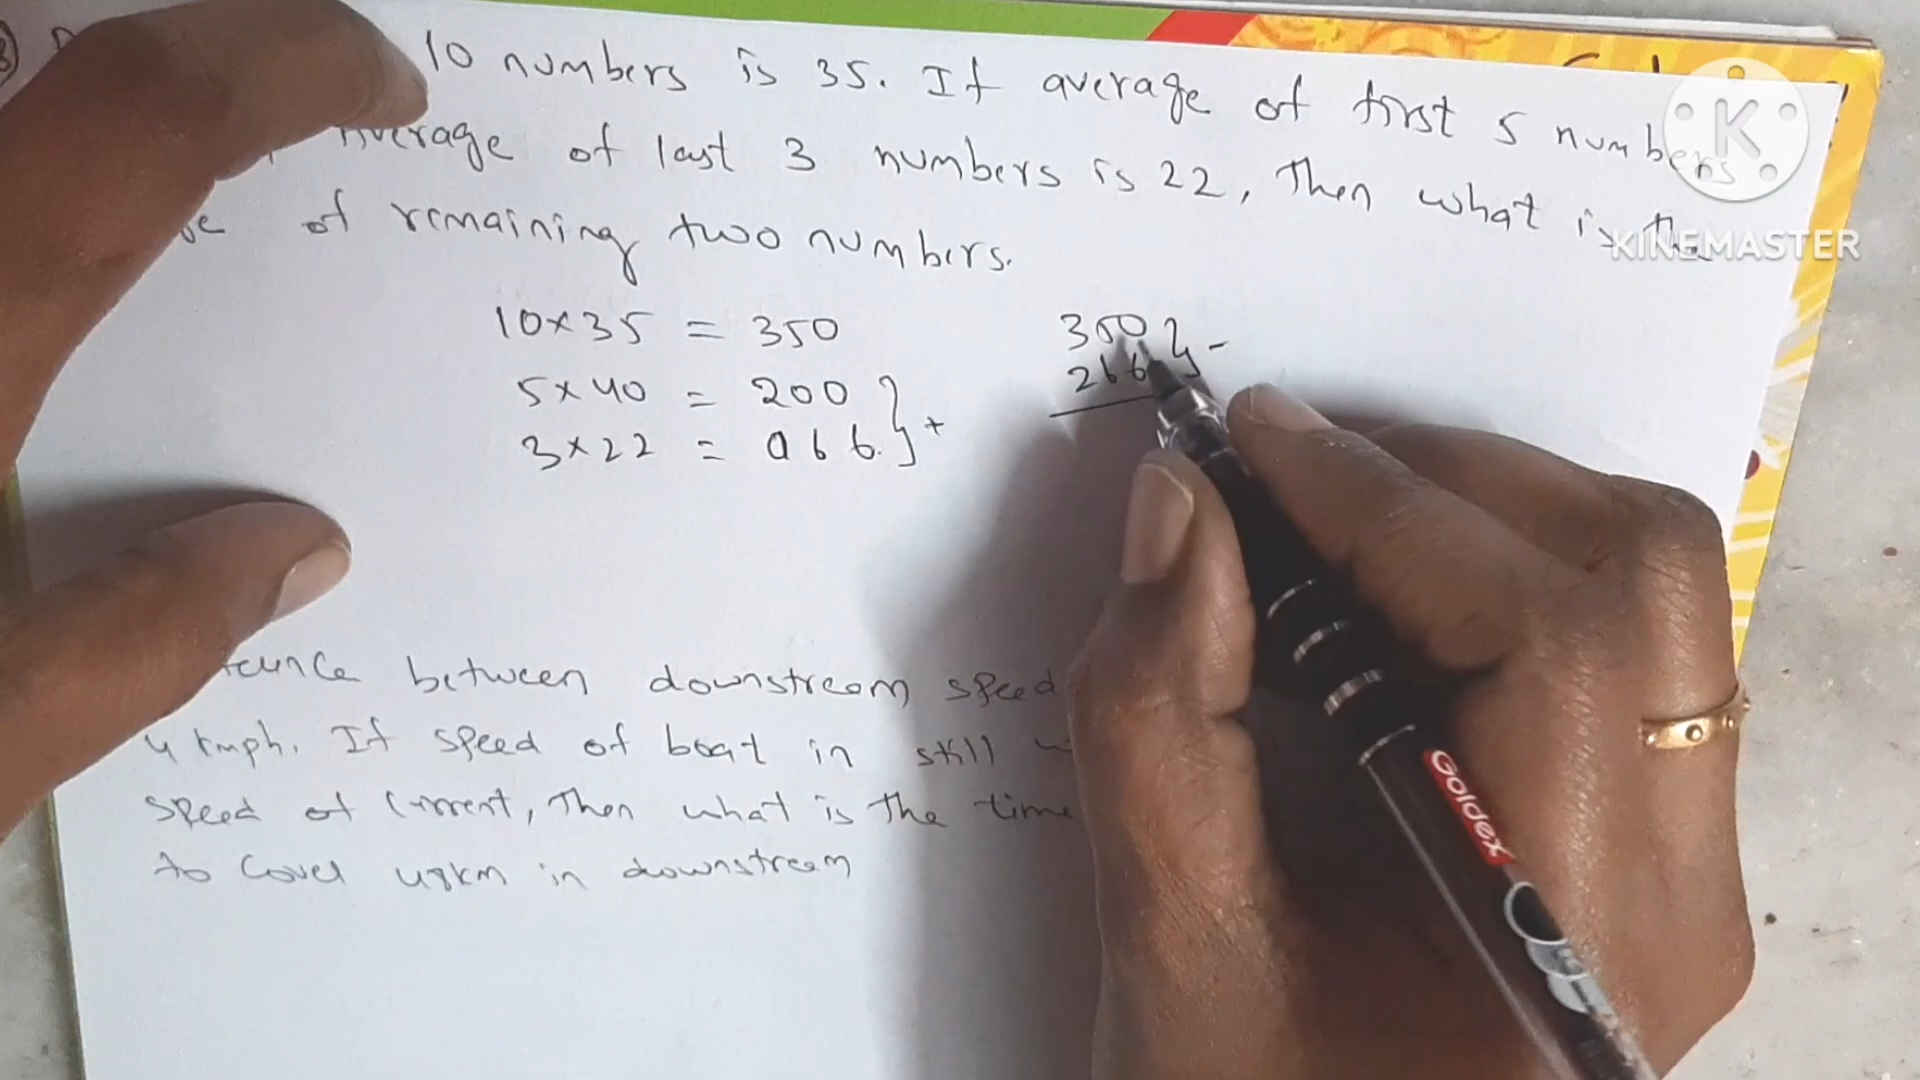 10 numbers is 35. If average of first 5 numbers
Average of last 3 numbers is 22, Then what is the
of remaining two numbers.
10×35 = 350
5×40 = 200
3×22 = 066.
+
350
266
-
between downstream speed
4 kmph. If speed of boat in still
speed of current, Then what is the time
to cover 48km in downstream
K
KINEMASTER
GOLDEX